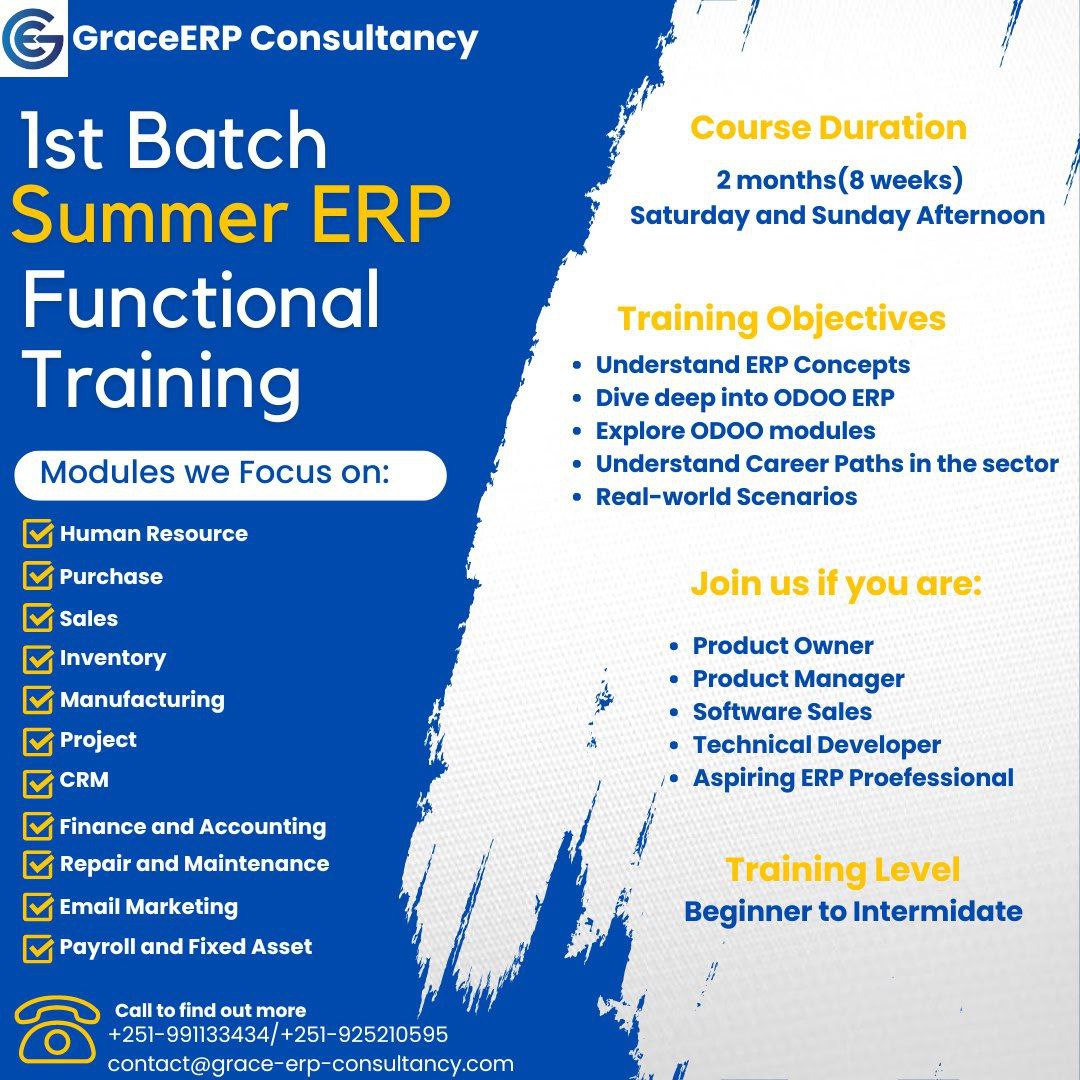 GraceERP Consultancy
1st Batch
Summer ERP
Functional
Training
Modules we Focus on:
Human Resource
Purchase
Sales
Inventory
Manufacturing
Project
CRM
Finance and Accounting
Repair and Maintenance
Email Marketing
Payroll and Fixed Asset
Call to find out more
+251-991133434/+251-925210595
contact@grace-erp-consultancy.com
Course Duration
2 months(8 weeks)
Saturday and Sunday Afternoon
Training Objectives
• Understand ERP Concepts
• Dive deep into ODOO ERP
• Explore ODOO modules
• Understand Career Paths in the sector
• Real-world Scenarios
Join us if you are:
• Product Owner
• Product Manager
• Software Sales
• Technical Developer
• Aspiring ERP Proefessional
Training Level
Beginner to Intermidate